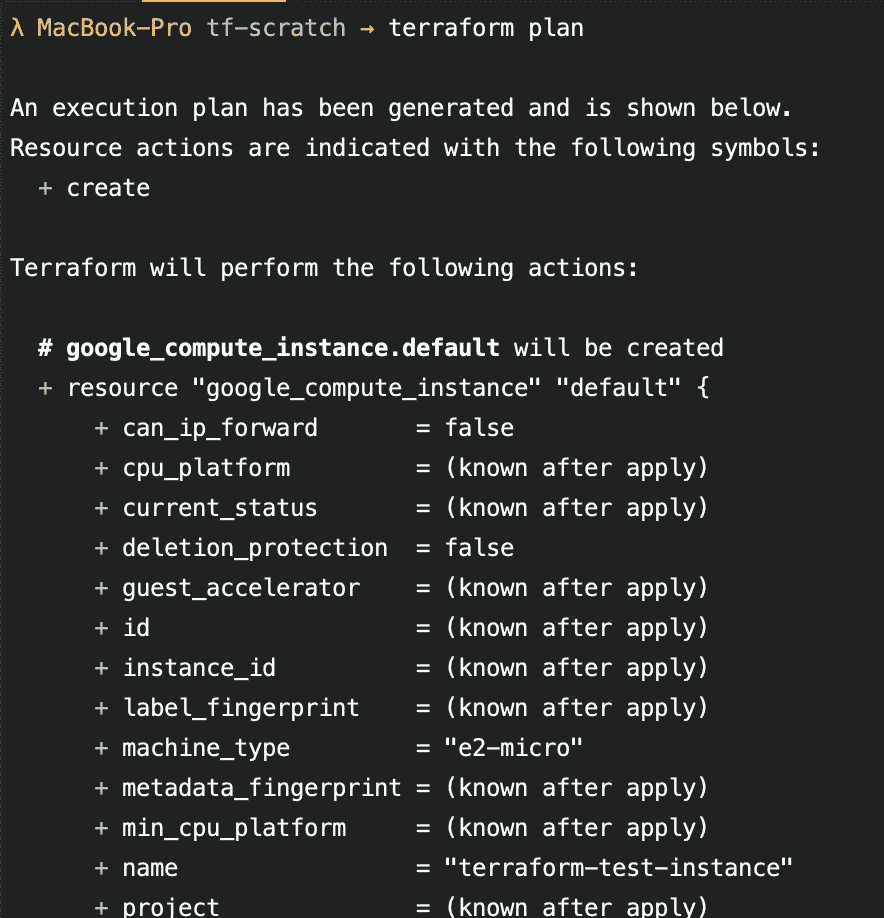 λ MacBook-Pro tf-scratch → terraform plan
An execution plan has been generated and is shown below.
Resource actions are indicated with the following symbols:
+ create
Terraform will perform the following actions:
# google_compute_instance.default will be created
+ resource "google_compute_instance" "default" {
+ can_ip_forward = false
+ cpu_platform = (known after apply)
+ current_status = (known after apply)
+ deletion_protection = false
+ guest_accelerator = (known after apply)
+ id = (known after apply)
+ instance_id = (known after apply)
+ label_fingerprint = (known after apply)
+ machine_type = "e2-micro"
+ metadata_fingerprint = (known after apply)
+ min_cpu_platform = (known after apply)
+ name = "terraform-test-instance"
+ project = (known after apply)